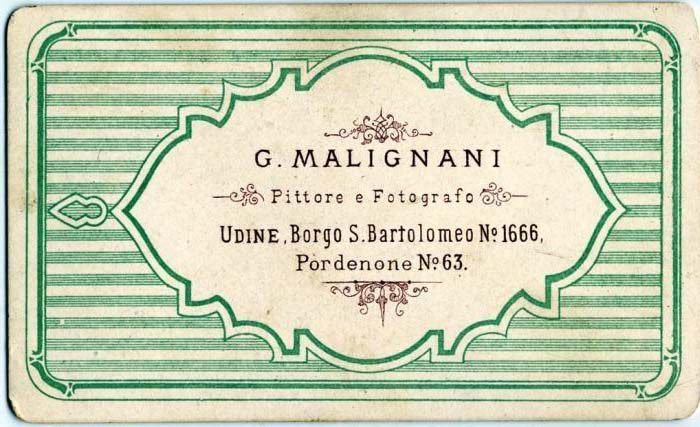 G. MALIGNANI
Pittore e Fotografo
UDINE, Borgo S. Bartolomeo Nº 1666,
Pordenone Nº 63.